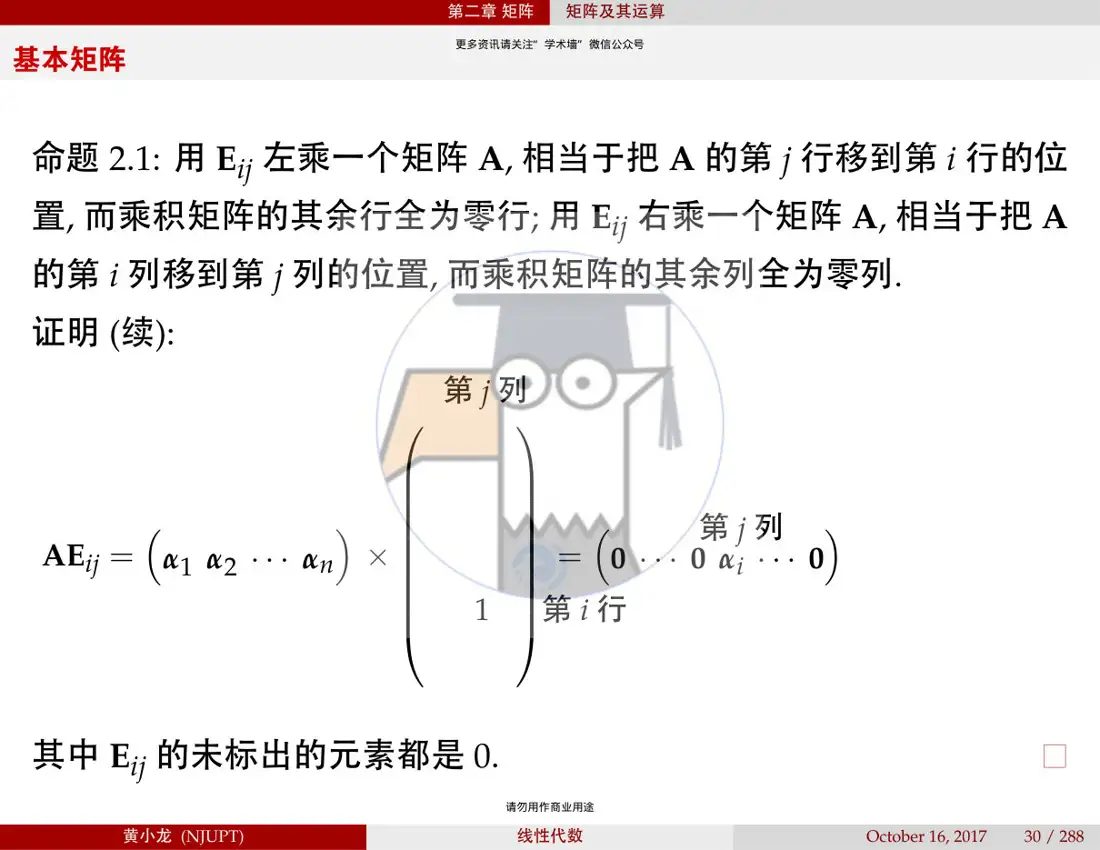 第二章 矩阵 矩阵及其运算
更多资讯请关注“学术墙”微信公众号
基本矩阵
命题 2.1: 用 E_{ij} 左乘一个矩阵 A, 相当于把 A 的第 j 行移到第 i 行的位
置, 而乘积矩阵的其余行全为零行; 用 E_{ij} 右乘一个矩阵 A, 相当于把 A
的第 i 列移到第 j 列的位置, 而乘积矩阵的其余列全为零列.
证明 (续):
第 j 列
第 j 列
AE_{ij} = (α_1 α_2 ⋯ α_n) × ( ) = (0 ⋯ 0 α_i ⋯ 0)
1 第 i 行
其中 E_{ij} 的未标出的元素都是 0. □
请勿用作商业用途
黄小龙 (NJUPT) 线性代数 October 16, 2017 30 / 288